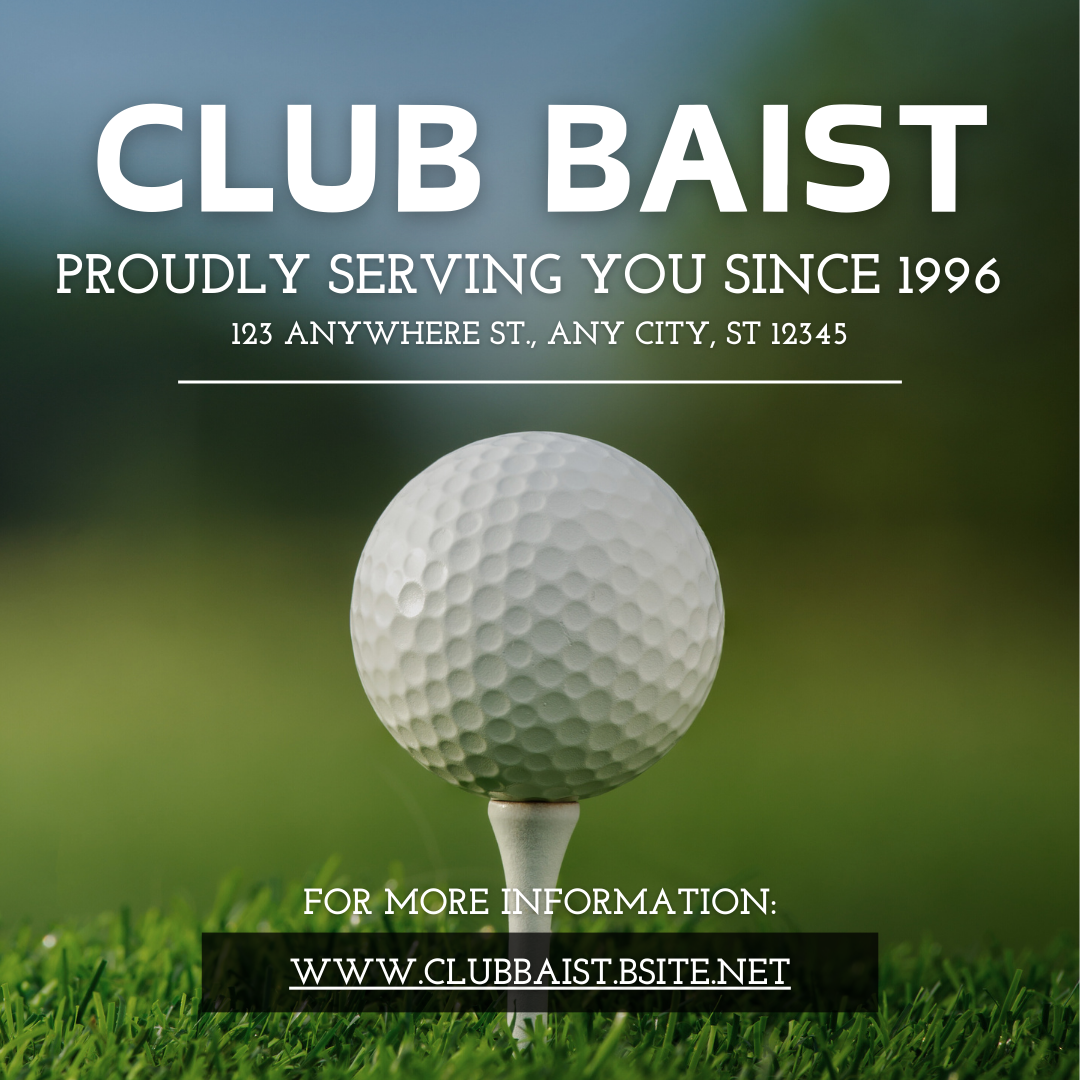 CLUB BAIST
PROUDLY SERVING YOU SINCE 1996
123 ANYWHERE ST., ANY CITY, ST 12345
FOR MORE INFORMATION:
WWW.CLUBBAIST.BSITE.NET